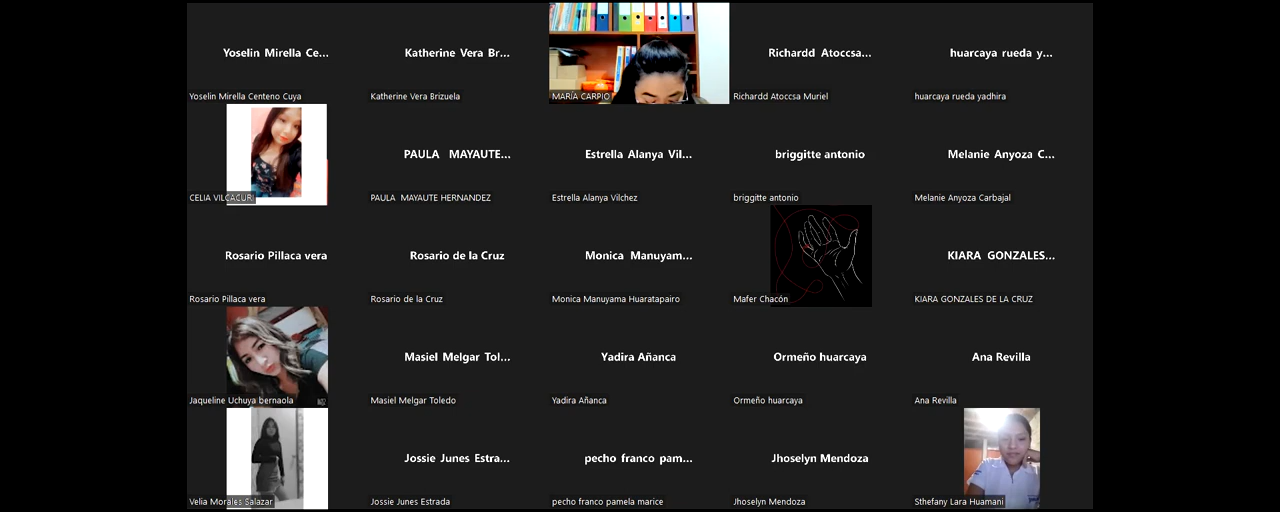 Yoselin Mirella Ce...
Katherine Vera Br...
Richardd Atoccsa...
huarcaya rueda y...
Yoselin Mirella Centeno Cuya
Katherine Vera Brizuela
MARÍA CARPIO
Richardd Atoccsa Muriel
huarcaya rueda yadhira
PAULA MAYAUTE...
Estrella Alanya Vil...
briggitte antonio
Melanie Anyoza C...
CELIA VILCACURI
PAULA MAYAUTE HERNANDEZ
Estrella Alanya Vilchez
briggitte antonio
Melanie Anyoza Carbajal
Rosario Pillaca vera
Rosario de la Cruz
Monica Manuyam...
KIARA GONZALES...
Rosario Pillaca vera
Rosario de la Cruz
Monica Manuyama Huaratapairo
Mafer Chacón
KIARA GONZALES DE LA CRUZ
Masiel Melgar Tol...
Yadira Añanca
Ormeño huarcaya
Ana Revilla
Jaqueline Uchuya bernaola
Masiel Melgar Toledo
Yadira Añanca
Ormeño huarcaya
Ana Revilla
Jossie Junes Estra...
pecho franco pam...
Jhoselyn Mendoza
Velia Morales Salazar
Jossie Junes Estrada
pecho franco pamela marice
Jhoselyn Mendoza
Sthefany Lara Huamani